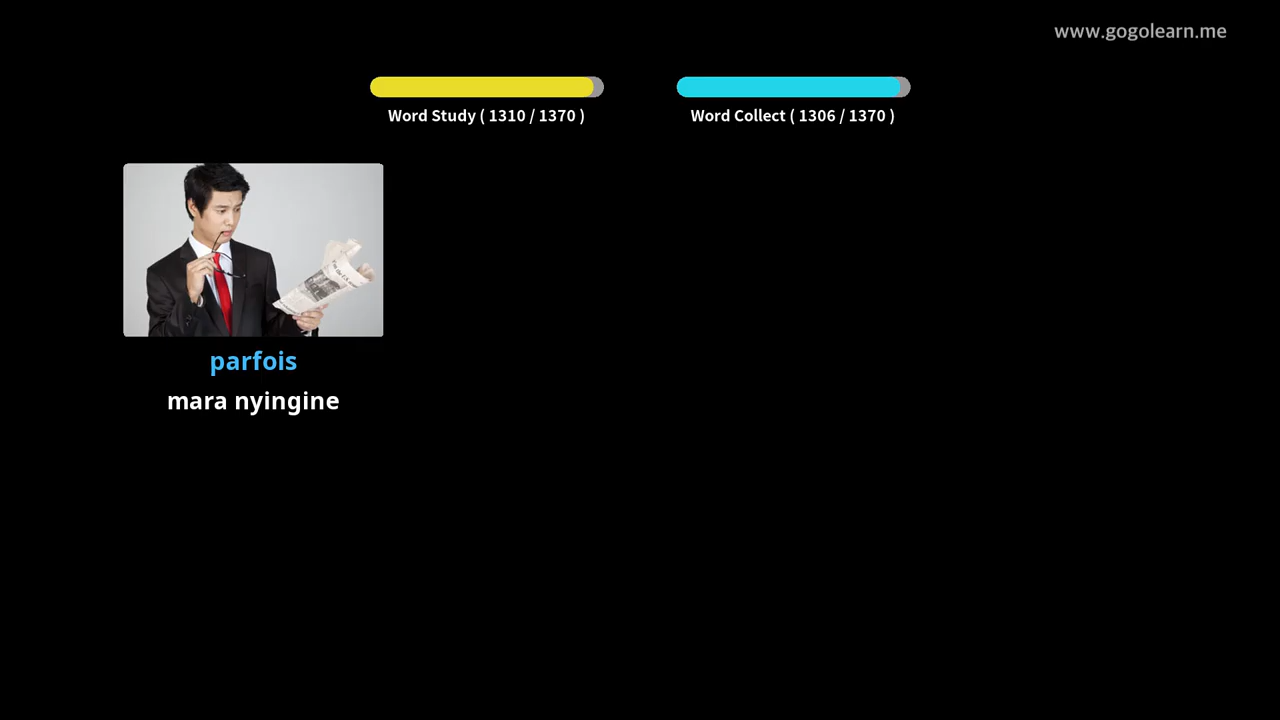 www.gogolearn.me
Word Study ( 1310 / 1370 )
Word Collect ( 1306 / 1370 )
parfois
mara nyingine